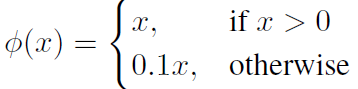 ϕ(x) = { x, if x > 0
0.1x, otherwise